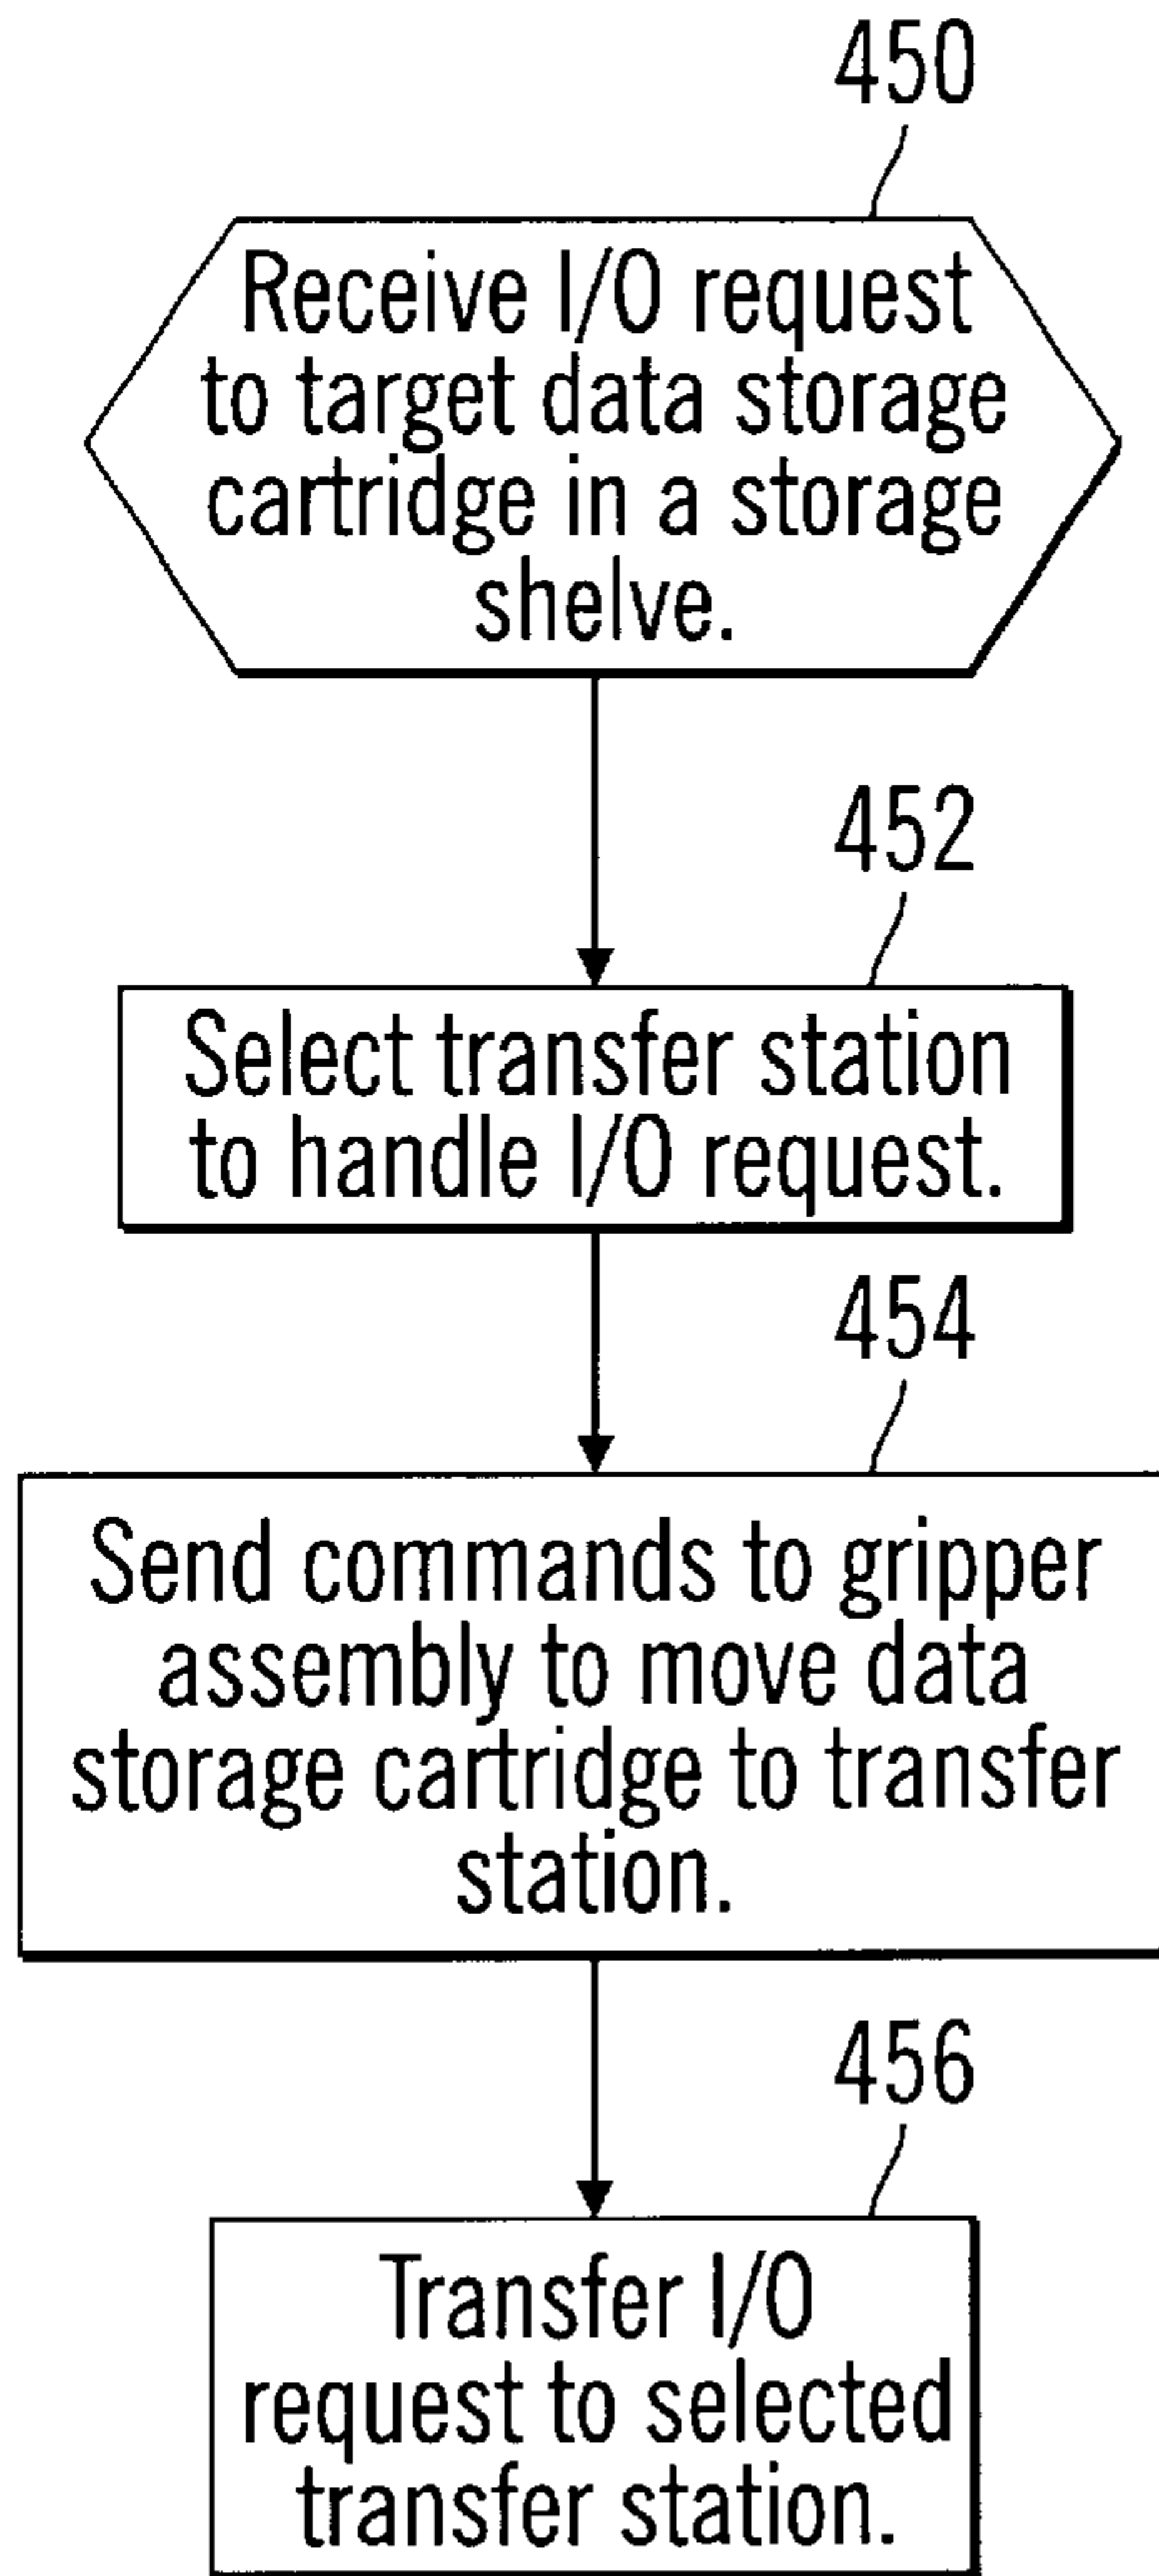 450
Receive I/O request
to target data storage
cartridge in a storage
shelve.
452
Select transfer station
to handle I/O request.
454
Send commands to gripper
assembly to move data
storage cartridge to transfer
station.
456
Transfer I/O
request to selected
transfer station.